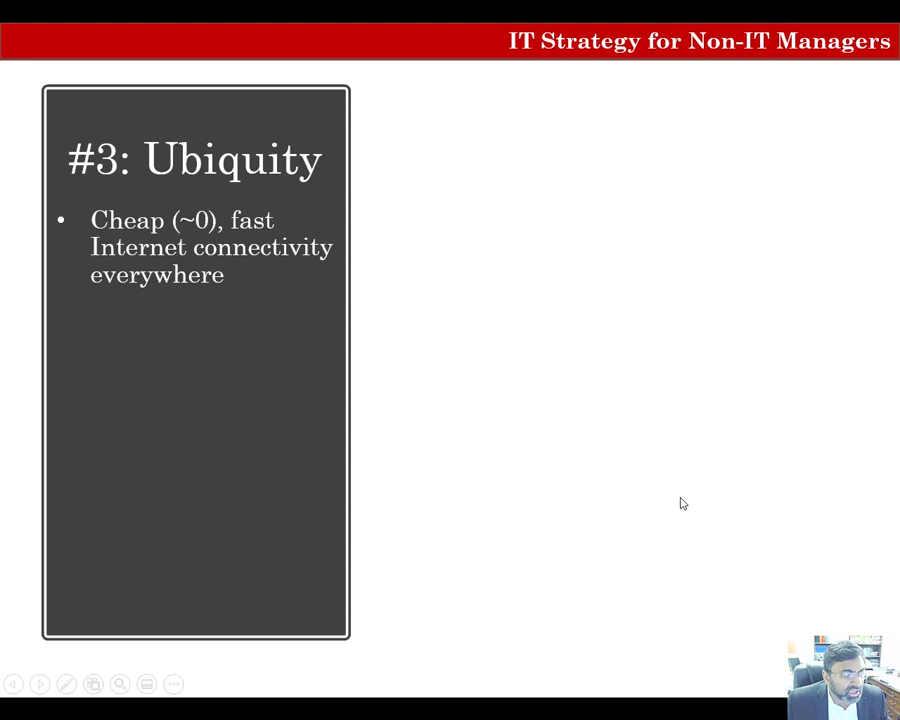 IT Strategy for Non-IT Managers
#3: Ubiquity
• Cheap (~0), fast
Internet connectivity
everywhere